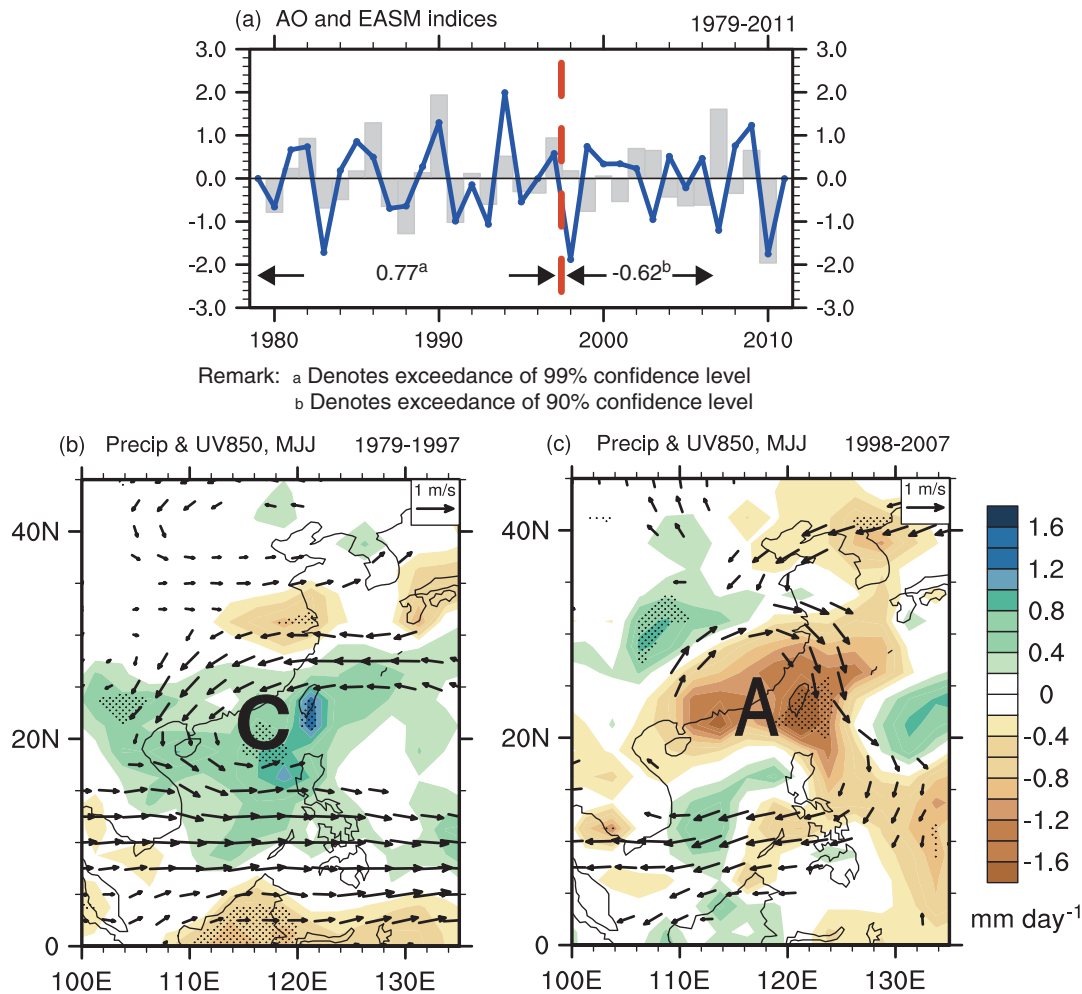 (a) AO and EASM indices 1979-2011
3.0 3.0
2.0 2.0
1.0 1.0
0.0 0.0
-1.0 -1.0
-2.0 -2.0
-3.0 -3.0
0.77a -0.62b
1980 1990 2000 2010
Remark: a Denotes exceedance of 99% confidence level
b Denotes exceedance of 90% confidence level
(b) Precip & UV850, MJJ 1979-1997
1 m/s
40N
20N
0
C
100E 110E 120E 130E
(c) Precip & UV850, MJJ 1998-2007
1 m/s
40N
20N
0
A
100E 110E 120E 130E
1.6
1.2
0.8
0.4
0
-0.4
-0.8
-1.2
-1.6
mm day-1